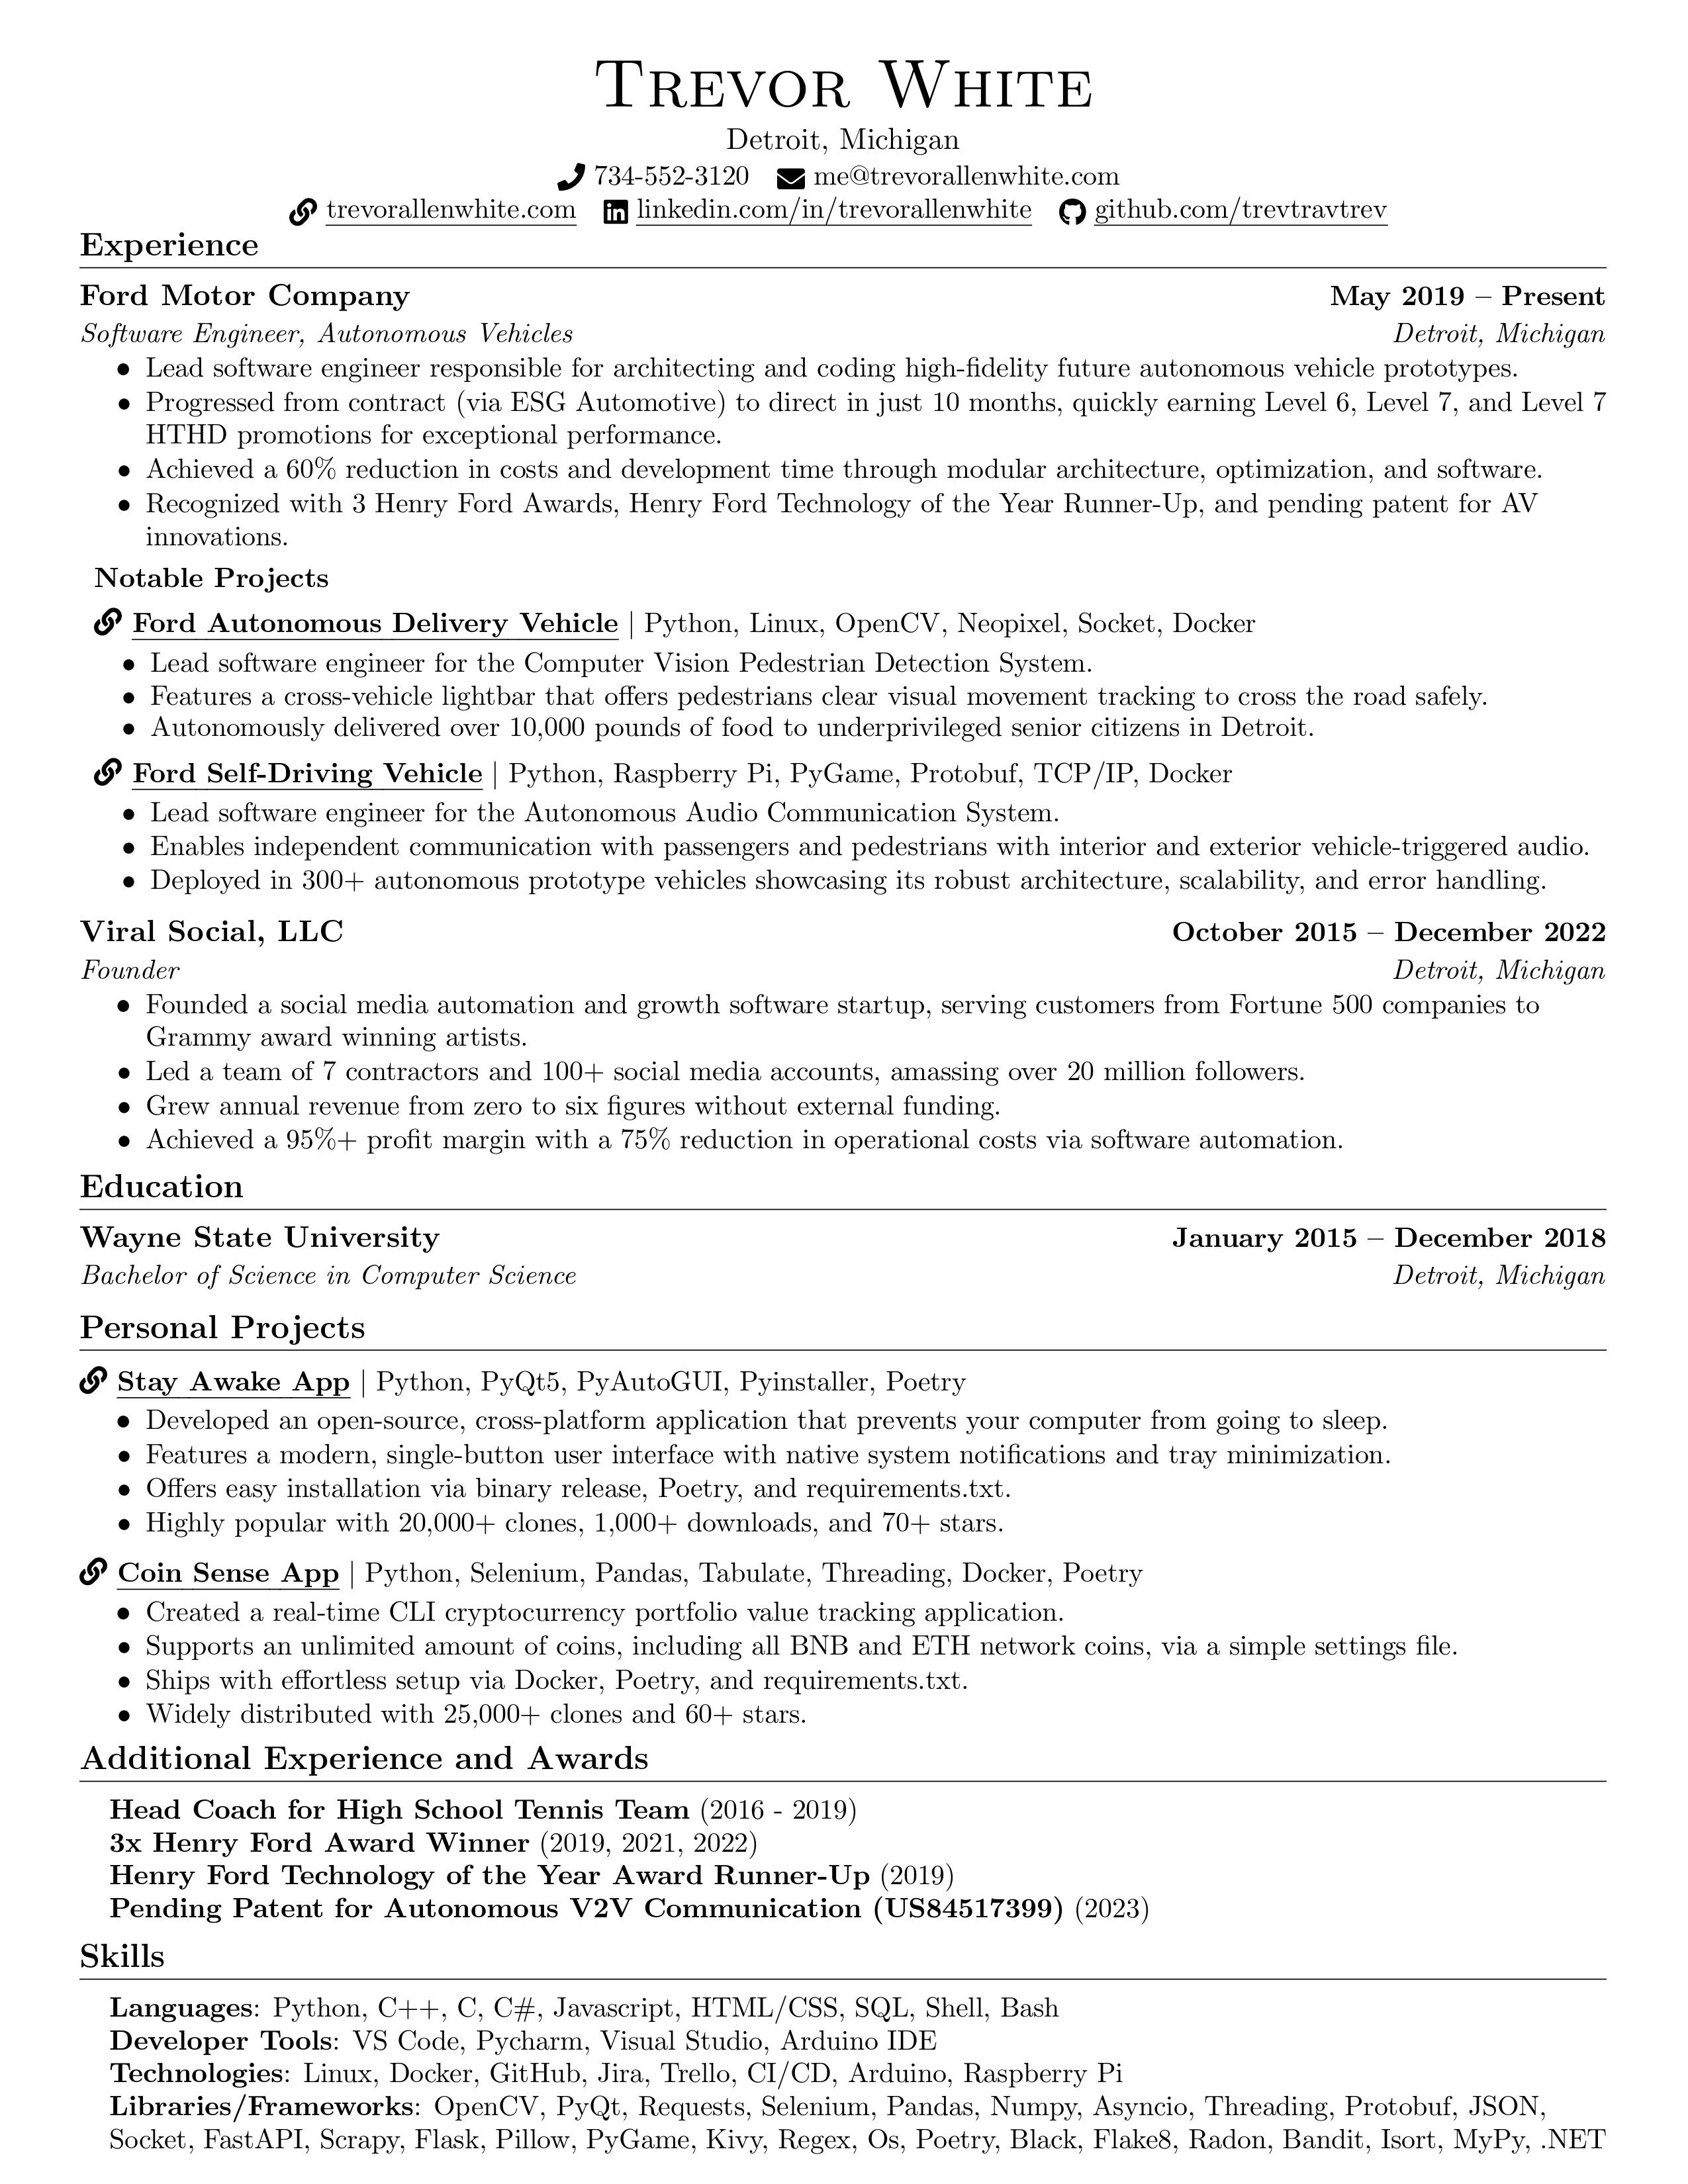 Trevor White
Detroit, Michigan
734-552-3120 me@trevorallenwhite.com
trevorallenwhite.com linkedin.com/in/trevorallenwhite github.com/trevtravtrev
Experience
Ford Motor Company May 2019 – Present
Software Engineer, Autonomous Vehicles Detroit, Michigan
• Lead software engineer responsible for architecting and coding high-fidelity future autonomous vehicle prototypes.
• Progressed from contract (via ESG Automotive) to direct in just 10 months, quickly earning Level 6, Level 7, and Level 7
HTHD promotions for exceptional performance.
• Achieved a 60% reduction in costs and development time through modular architecture, optimization, and software.
• Recognized with 3 Henry Ford Awards, Henry Ford Technology of the Year Runner-Up, and pending patent for AV
innovations.
Notable Projects
Ford Autonomous Delivery Vehicle | Python, Linux, OpenCV, Neopixel, Socket, Docker
• Lead software engineer for the Computer Vision Pedestrian Detection System.
• Features a cross-vehicle lightbar that offers pedestrians clear visual movement tracking to cross the road safely.
• Autonomously delivered over 10,000 pounds of food to underprivileged senior citizens in Detroit.
Ford Self-Driving Vehicle | Python, Raspberry Pi, PyGame, Protobuf, TCP/IP, Docker
• Lead software engineer for the Autonomous Audio Communication System.
• Enables independent communication with passengers and pedestrians with interior and exterior vehicle-triggered audio.
• Deployed in 300+ autonomous prototype vehicles showcasing its robust architecture, scalability, and error handling.
Viral Social, LLC October 2015 – December 2022
Founder Detroit, Michigan
• Founded a social media automation and growth software startup, serving customers from Fortune 500 companies to
Grammy award winning artists.
• Led a team of 7 contractors and 100+ social media accounts, amassing over 20 million followers.
• Grew annual revenue from zero to six figures without external funding.
• Achieved a 95%+ profit margin with a 75% reduction in operational costs via software automation.
Education
Wayne State University January 2015 – December 2018
Bachelor of Science in Computer Science Detroit, Michigan
Personal Projects
Stay Awake App | Python, PyQt5, PyAutoGUI, Pyinstaller, Poetry
• Developed an open-source, cross-platform application that prevents your computer from going to sleep.
• Features a modern, single-button user interface with native system notifications and tray minimization.
• Offers easy installation via binary release, Poetry, and requirements.txt.
• Highly popular with 20,000+ clones, 1,000+ downloads, and 70+ stars.
Coin Sense App | Python, Selenium, Pandas, Tabulate, Threading, Docker, Poetry
• Created a real-time CLI cryptocurrency portfolio value tracking application.
• Supports an unlimited amount of coins, including all BNB and ETH network coins, via a simple settings file.
• Ships with effortless setup via Docker, Poetry, and requirements.txt.
• Widely distributed with 25,000+ clones and 60+ stars.
Additional Experience and Awards
Head Coach for High School Tennis Team (2016 - 2019)
3x Henry Ford Award Winner (2019, 2021, 2022)
Henry Ford Technology of the Year Award Runner-Up (2019)
Pending Patent for Autonomous V2V Communication (US84517399) (2023)
Skills
Languages: Python, C++, C, C#, Javascript, HTML/CSS, SQL, Shell, Bash
Developer Tools: VS Code, Pycharm, Visual Studio, Arduino IDE
Technologies: Linux, Docker, GitHub, Jira, Trello, CI/CD, Arduino, Raspberry Pi
Libraries/Frameworks: OpenCV, PyQt, Requests, Selenium, Pandas, Numpy, Asyncio, Threading, Protobuf, JSON,
Socket, FastAPI, Scrapy, Flask, Pillow, PyGame, Kivy, Regex, Os, Poetry, Black, Flake8, Radon, Bandit, Isort, MyPy, .NET